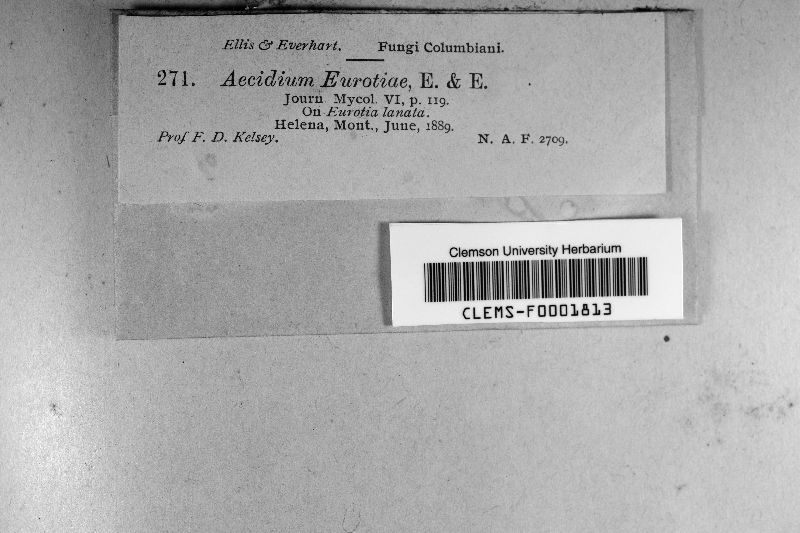 Ellis & Everhart. Fungi Columbiani.
271. Aecidium Eurotiae, E. & E.
Journ Mycol. VI, p. 119.
On Eurotia lanata.
Helena, Mont., June, 1889.
Prof F. D. Kelsey. N. A. F. 2709.
Clemson University Herbarium
CLEMS-F0001813